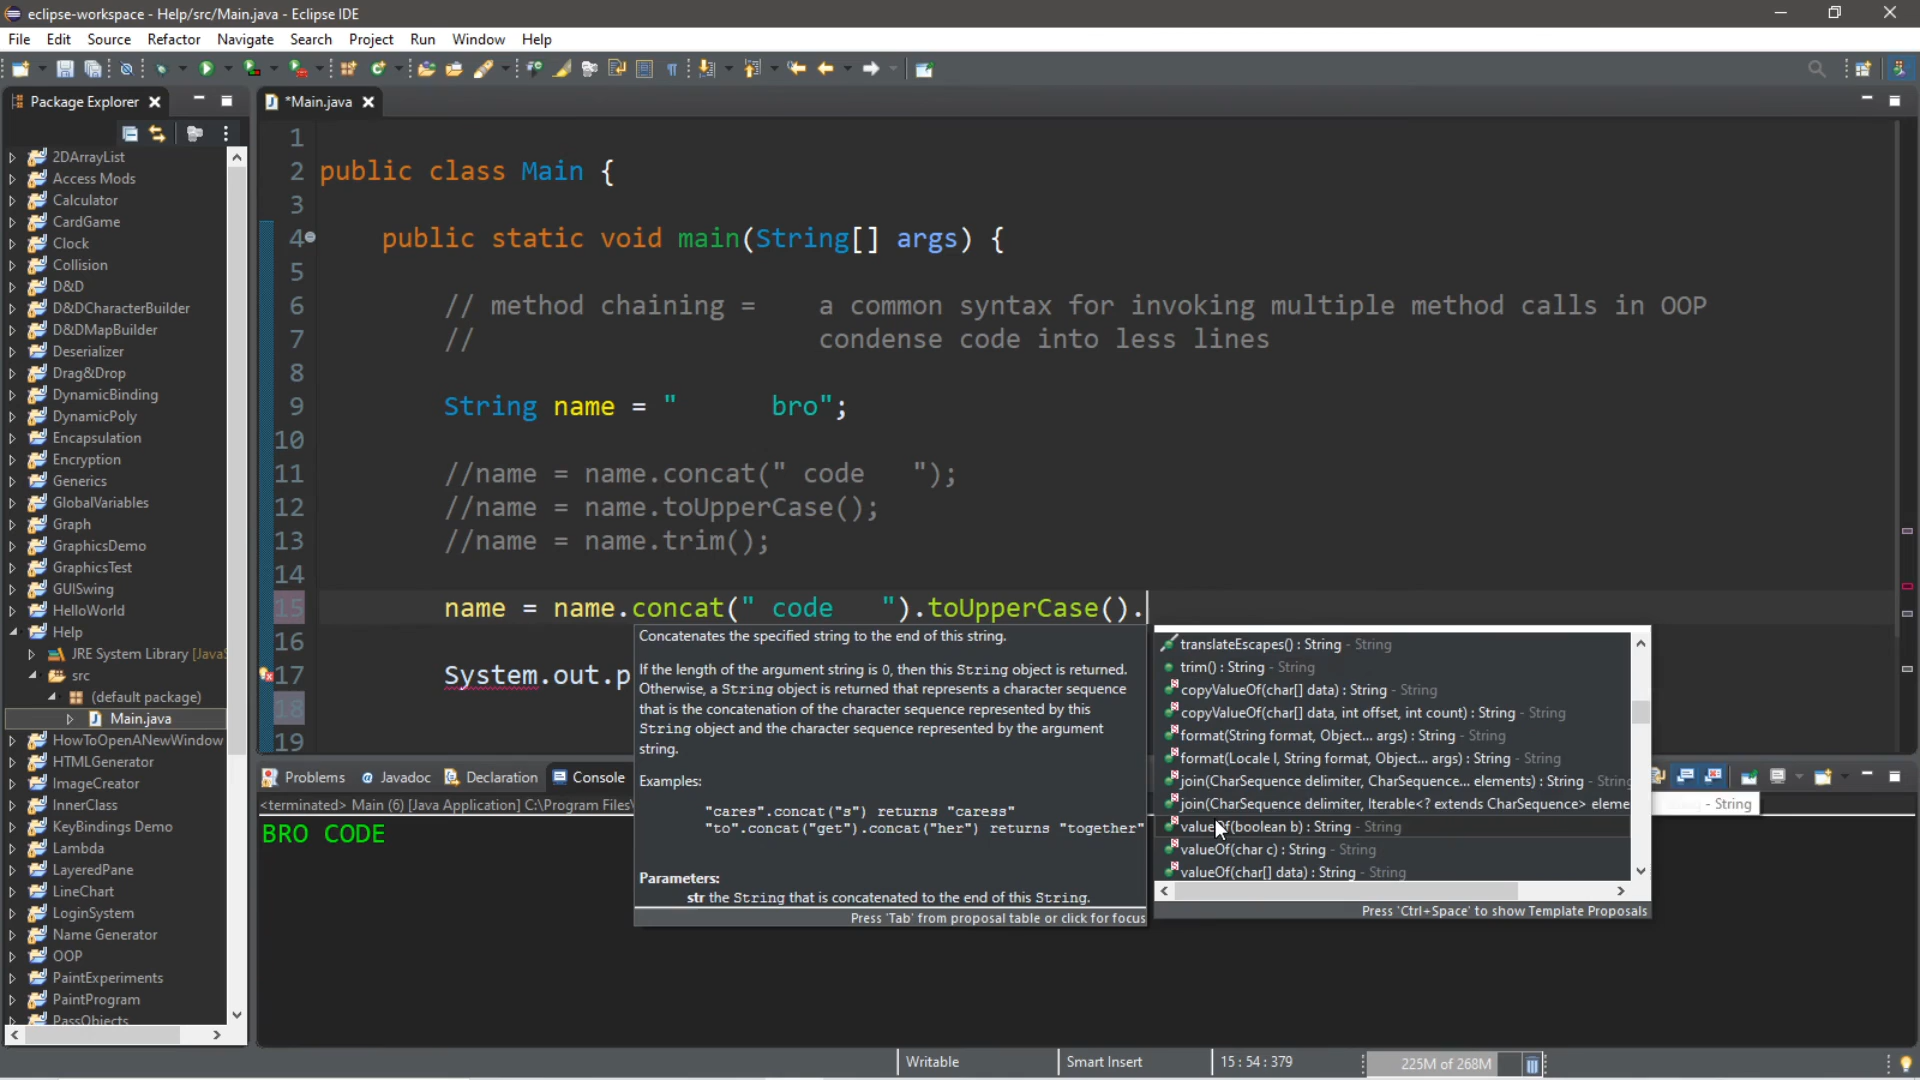 eclipse-workspace - Help/src/Main.java - Eclipse IDE
File Edit Source Refactor Navigate Search Project Run Window Help
Package Explorer
*Main.java
2DArrayList
Access Mods
Calculator
CardGame
Clock
Collision
D&D
D&DCharacterBuilder
D&DMapBuilder
Deserializer
Drag&Drop
DynamicBinding
DynamicPoly
Encapsulation
Encryption
Generics
GlobalVariables
Graph
GraphicsDemo
GraphicsTest
GUISwing
HelloWorld
Help
JRE System Library [Java
src
(default package)
Main.java
HowToOpenANewWindow
HTMLGenerator
ImageCreator
InnerClass
KeyBindings Demo
Lambda
LayeredPane
LineChart
LoginSystem
Name Generator
OOP
PaintExperiments
PaintProgram
PassObjects
1
2 public class Main {
3
4 public static void main(String[] args) {
5
6 // method chaining = a common syntax for invoking multiple method calls in OOP
7 // condense code into less lines
8
9 String name = "      bro";
10
11 //name = name.concat(" code   ");
12 //name = name.toUpperCase();
13 //name = name.trim();
14
15 name = name.concat(" code   ").toUpperCase().
16
17 System.out.p
18
19
Concatenates the specified string to the end of this string.
If the length of the argument string is 0, then this String object is returned.
Otherwise, a String object is returned that represents a character sequence
that is the concatenation of the character sequence represented by this
String object and the character sequence represented by the argument
string.
Examples:
"cares".concat("s") returns "caress"
"to".concat("get").concat("her") returns "together"
Parameters:
str the String that is concatenated to the end of this String.
Press 'Tab' from proposal table or click for focus
translateEscapes() : String - String
trim() : String - String
copyValueOf(char[] data) : String - String
copyValueOf(char[] data, int offset, int count) : String - String
format(String format, Object... args) : String - String
format(Locale l, String format, Object... args) : String - String
join(CharSequence delimiter, CharSequence... elements) : String - String
join(CharSequence delimiter, Iterable<? extends CharSequence> eleme
- String
valueOf(boolean b) : String - String
valueOf(char c) : String - String
valueOf(char[] data) : String - String
Press 'Ctrl+Space' to show Template Proposals
Problems @ Javadoc Declaration Console
<terminated> Main (6) [Java Application] C:\Program Files\
BRO CODE
Writable Smart Insert 15 : 54 : 379 225M of 268M